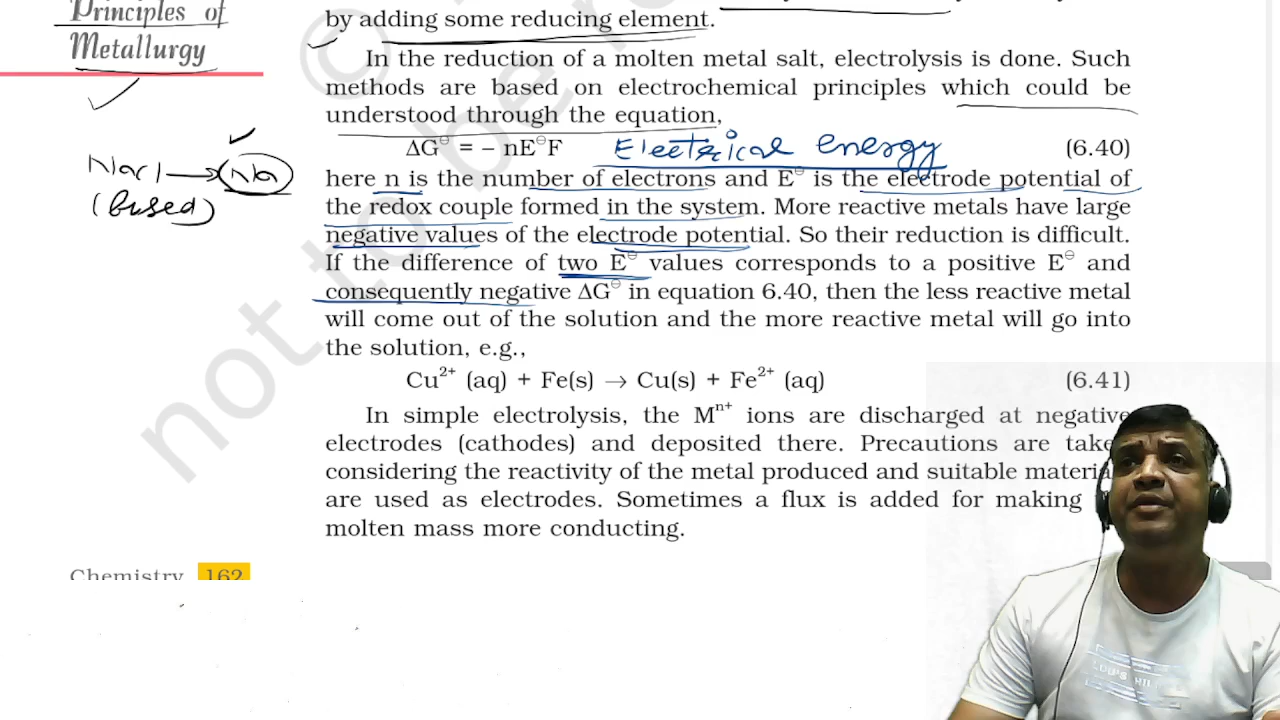 Principles of
Metallurgy
by adding some reducing element.
In the reduction of a molten metal salt, electrolysis is done. Such
methods are based on electrochemical principles which could be
understood through the equation,
ΔG⊖ = – nE⊖F Electrical energy (6.40)
NaCl → Na
(fused)
here n is the number of electrons and E⊖ is the electrode potential of
the redox couple formed in the system. More reactive metals have large
negative values of the electrode potential. So their reduction is difficult.
If the difference of two E⊖ values corresponds to a positive E⊖ and
consequently negative ΔG⊖ in equation 6.40, then the less reactive metal
will come out of the solution and the more reactive metal will go into
the solution, e.g.,
Cu²⁺ (aq) + Fe(s) → Cu(s) + Fe²⁺ (aq) (6.41)
In simple electrolysis, the Mⁿ⁺ ions are discharged at negative
electrodes (cathodes) and deposited there. Precautions are take
considering the reactivity of the metal produced and suitable materia
are used as electrodes. Sometimes a flux is added for making
molten mass more conducting.
Chemistry 162
© not to be r